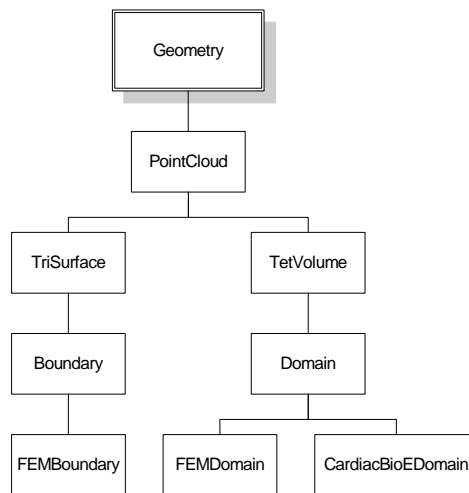 Geometry
PointCloud
TriSurface
TetVolume
Boundary
Domain
FEMBoundary
FEMDomain
CardiacBioEDomain